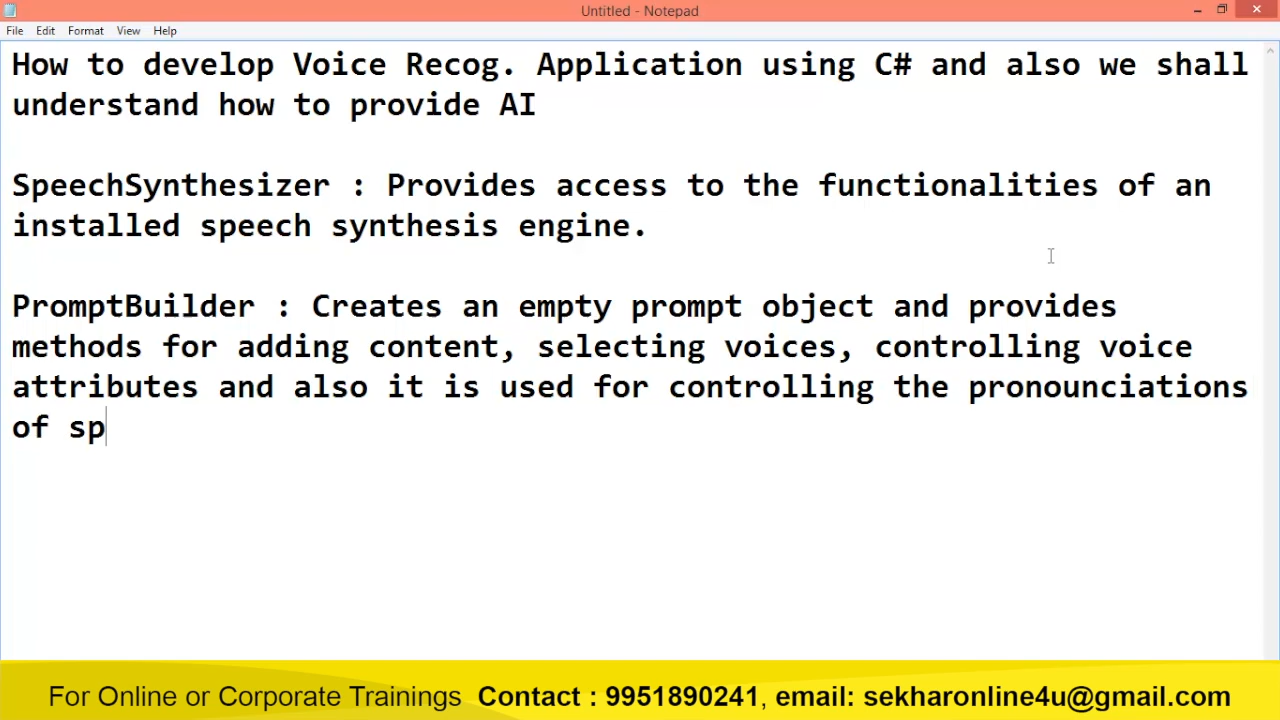 Untitled - Notepad
File Edit Format View Help
How to develop Voice Recog. Application using C# and also we shall
understand how to provide AI
SpeechSynthesizer : Provides access to the functionalities of an
installed speech synthesis engine.
PromptBuilder : Creates an empty prompt object and provides
methods for adding content, selecting voices, controlling voice
attributes and also it is used for controlling the pronounciations
of sp
For Online or Corporate Trainings Contact : 9951890241, email: sekharonline4u@gmail.com